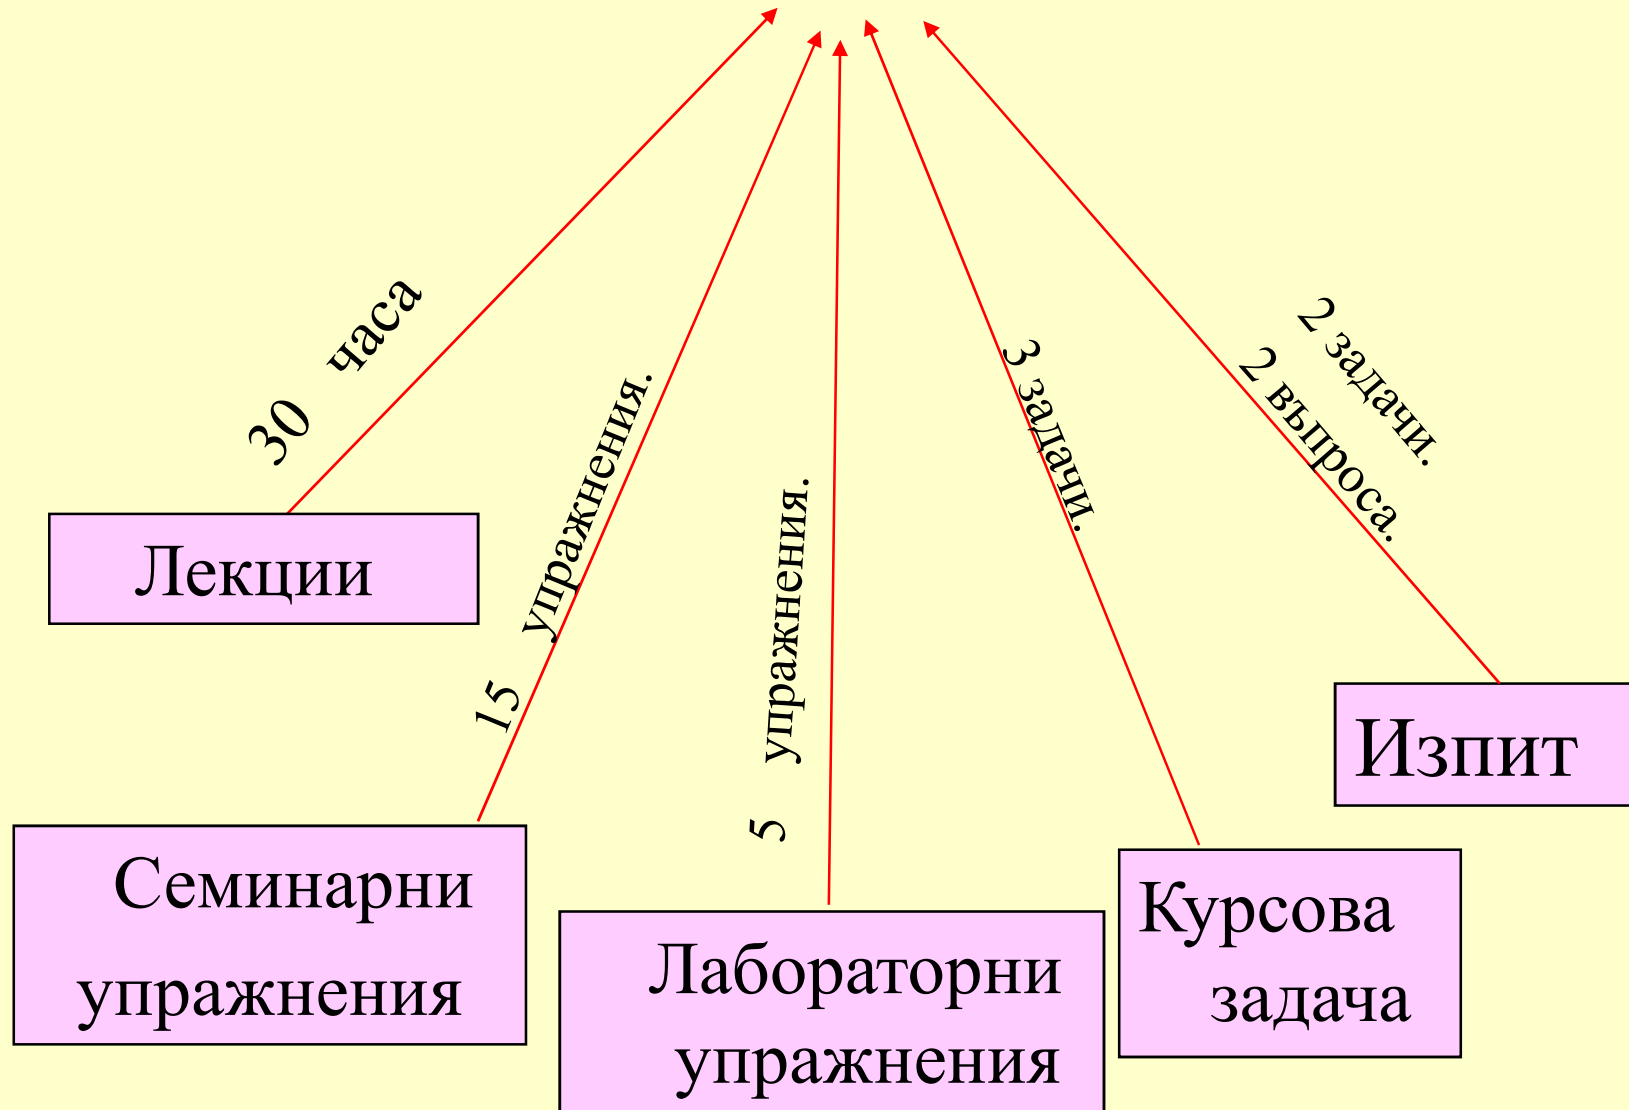 30 часа
15 упражнения.
5 упражнения.
3 задачи.
2 задачи.
2 въпроса.
Лекции
Изпит
Семинарни
упражнения
Лабораторни
упражнения
Курсова
задача